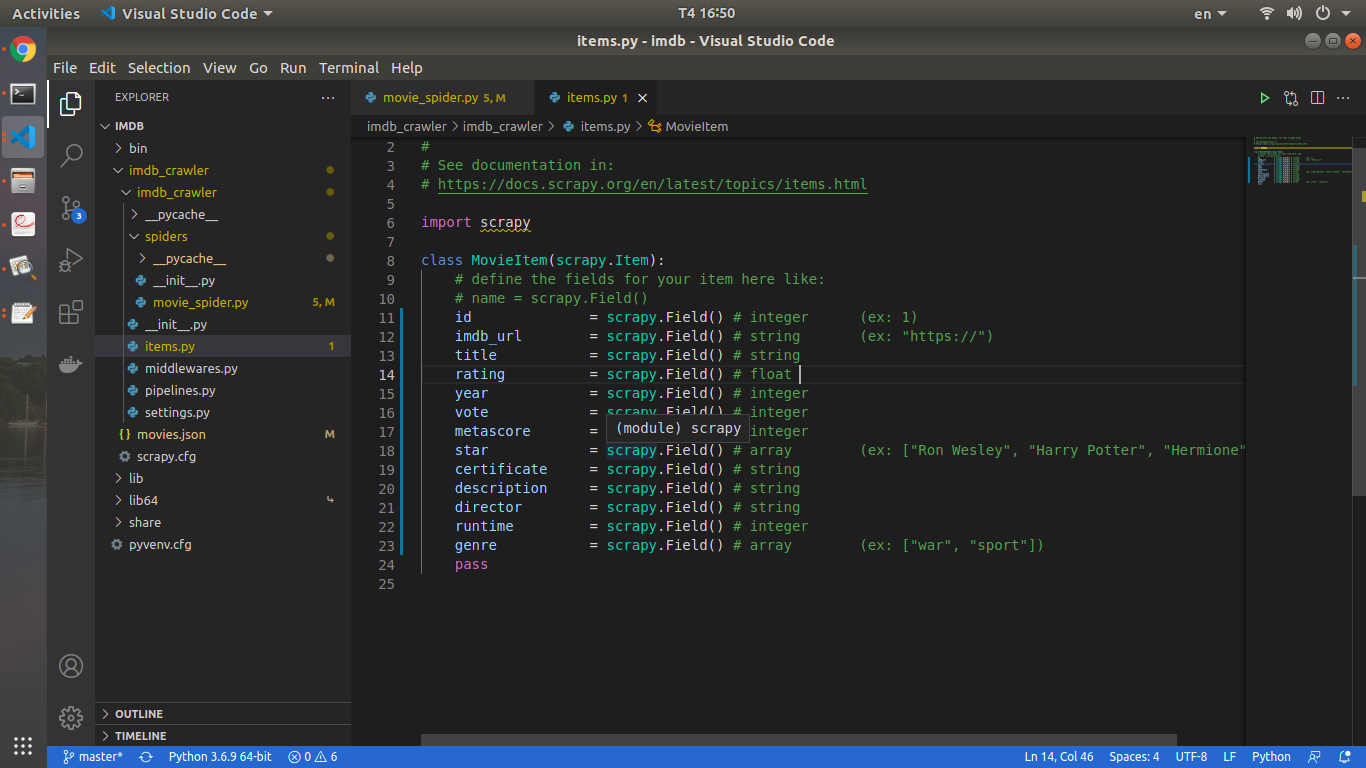 Activities Visual Studio Code T4 16:50 en
items.py - imdb - Visual Studio Code
File Edit Selection View Go Run Terminal Help
EXPLORER
IMDB
bin
imdb_crawler
imdb_crawler
__pycache__
spiders
__pycache__
__init__.py
movie_spider.py 5, M
__init__.py
items.py 1
middlewares.py
pipelines.py
settings.py
movies.json M
scrapy.cfg
lib
lib64
share
pyvenv.cfg
OUTLINE
TIMELINE
3
movie_spider.py 5, M items.py 1
imdb_crawler > imdb_crawler > items.py > MovieItem
2 #
3 # See documentation in:
4 # https://docs.scrapy.org/en/latest/topics/items.html
5
6 import scrapy
7
8 class MovieItem(scrapy.Item):
9 # define the fields for your item here like:
10 # name = scrapy.Field()
11 id = scrapy.Field() # integer (ex: 1)
12 imdb_url = scrapy.Field() # string (ex: "https://")
13 title = scrapy.Field() # string
14 rating = scrapy.Field() # float
15 year = scrapy.Field() # integer
16 vote = scrapy.Field() # integer
17 metascore = integer
(module) scrapy
18 star = scrapy.Field() # array (ex: ["Ron Wesley", "Harry Potter", "Hermione"
19 certificate = scrapy.Field() # string
20 description = scrapy.Field() # string
21 director = scrapy.Field() # string
22 runtime = scrapy.Field() # integer
23 genre = scrapy.Field() # array (ex: ["war", "sport"])
24 pass
25
master* Python 3.6.9 64-bit 0 6 Ln 14, Col 46 Spaces: 4 UTF-8 LF Python